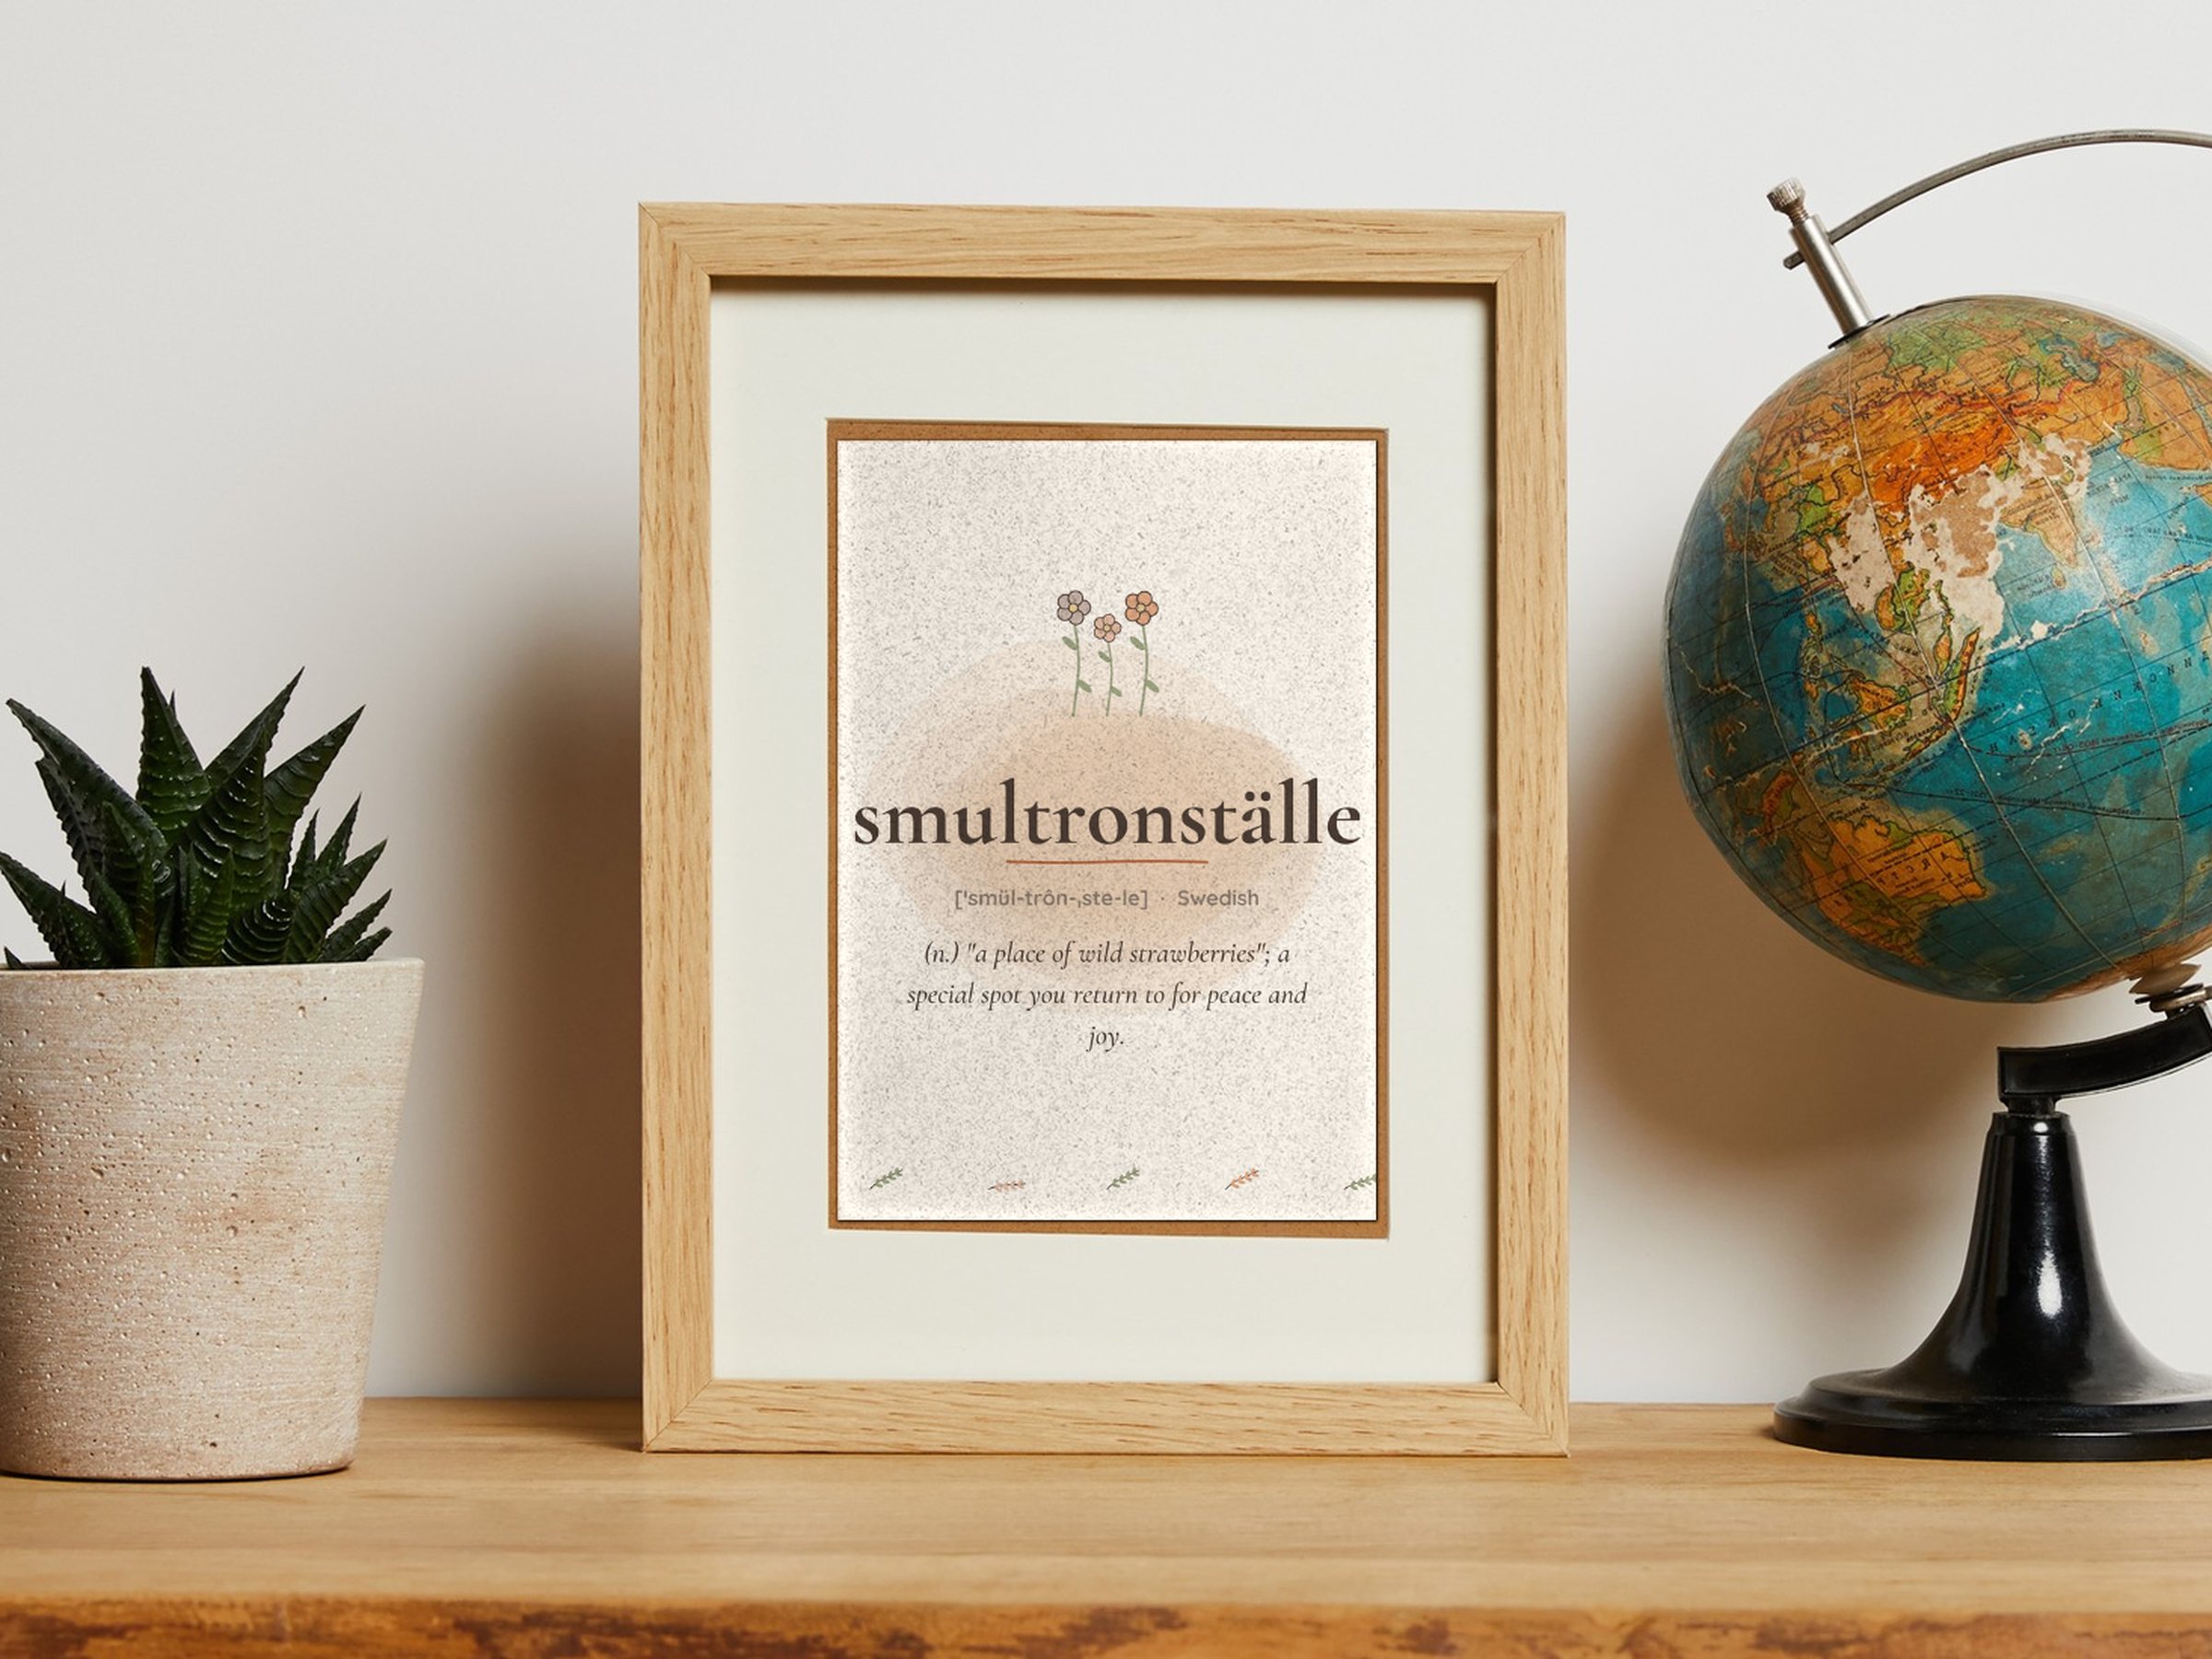 smultronställe
['smül-trôn-ˌste-le] · Swedish
(n.) "a place of wild strawberries"; a
special spot you return to for peace and
joy.